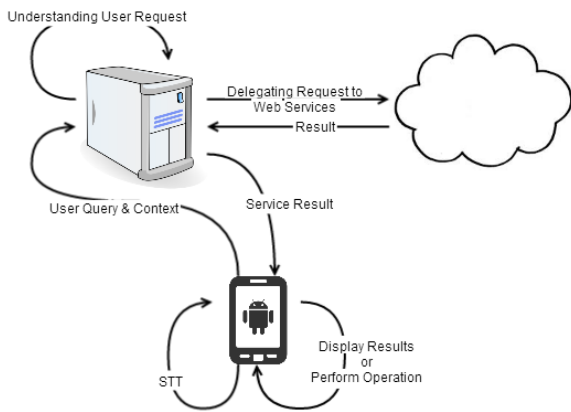 Understanding User Request
Delegating Request to
Web Services
Result
User Query & Context
Service Result
STT
Display Results
or
Perform Operation